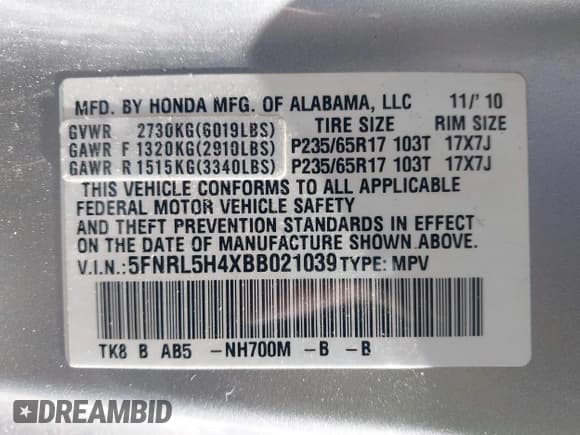 MFD. BY HONDA MFG. OF ALABAMA, LLC 11/' 10
GVWR 2730KG(6019LBS) TIRE SIZE RIM SIZE
GAWR F 1320KG(2910LBS) P235/65R17 103T 17X7J
GAWR R 1515KG(3340LBS) P235/65R17 103T 17X7J
THIS VEHICLE CONFORMS TO ALL APPLICABLE
FEDERAL MOTOR VEHICLE SAFETY
AND THEFT PREVENTION STANDARDS IN EFFECT
ON THE DATE OF MANUFACTURE SHOWN ABOVE.
V.I.N.:5FNRL5H4XBB021039 TYPE: MPV
TK8 B AB5 -NH700M -B -B
DREAMBID